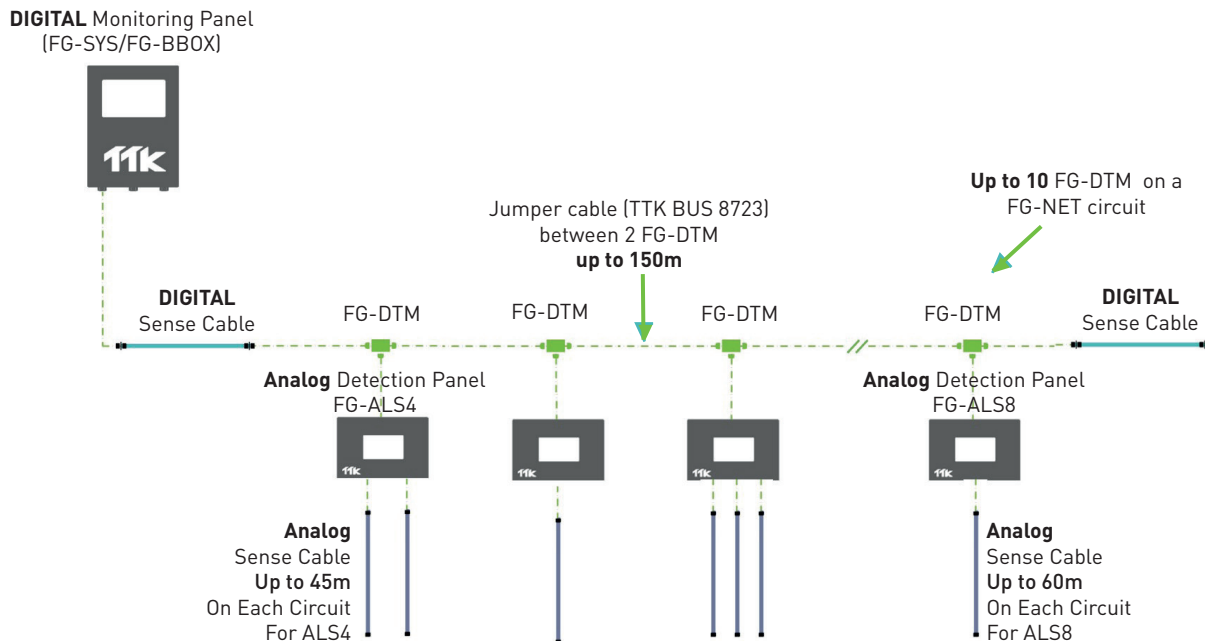 DIGITAL Monitoring Panel
(FG-SYS/FG-BBOX)
TTK
Jumper cable (TTK BUS 8723)
between 2 FG-DTM
up to 150m
Up to 10 FG-DTM on a
FG-NET circuit
DIGITAL
Sense Cable
FG-DTM
FG-DTM
FG-DTM
FG-DTM
DIGITAL
Sense Cable
Analog Detection Panel
FG-ALS4
Analog Detection Panel
FG-ALS8
TTK
TTK
TTK
TTK
Analog
Sense Cable
Up to 45m
On Each Circuit
For ALS4
Analog
Sense Cable
Up to 60m
On Each Circuit
For ALS8